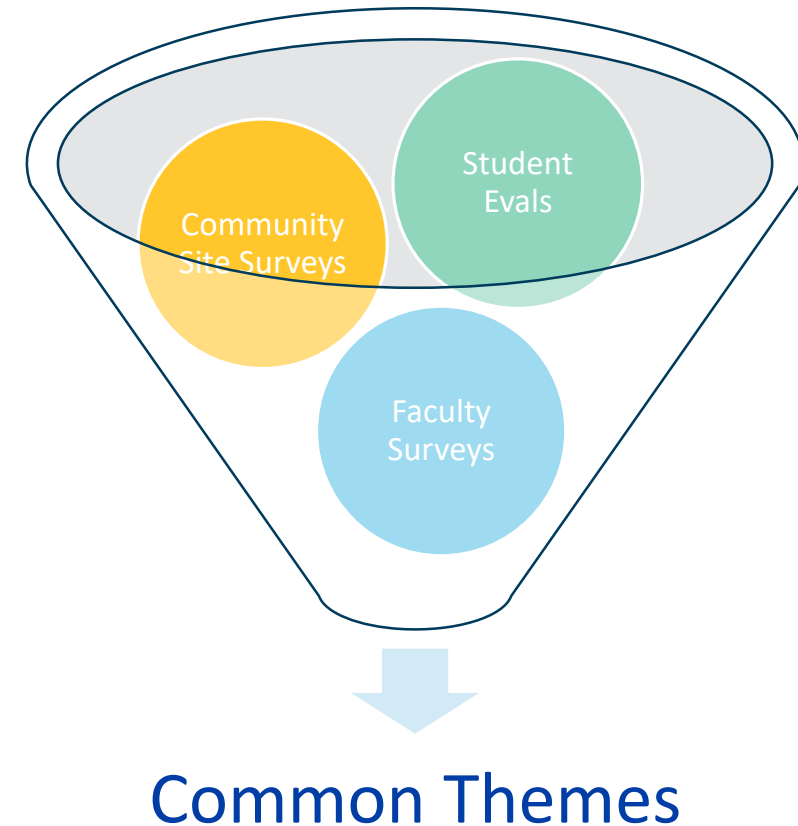 Student
Evals
Community
Site Surveys
Faculty
Surveys
Common Themes